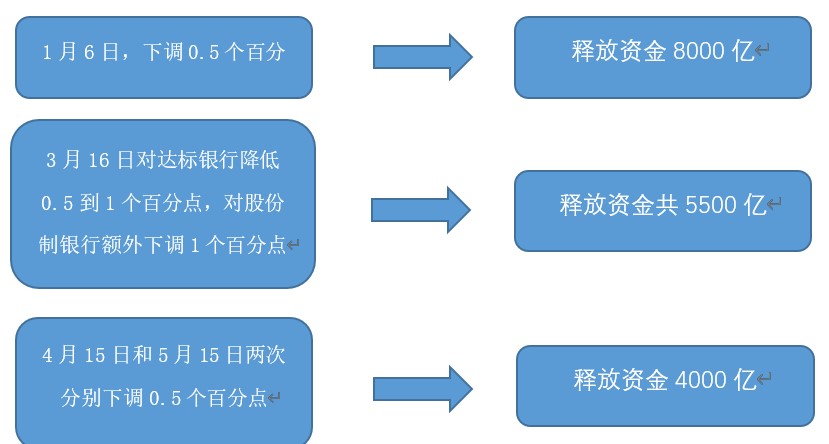 1 月 6 日，下调 0.5 个百分
释放资金 8000 亿
3 月 16 日对达标银行降低
0.5 到 1 个百分点，对股份
制银行额外下调 1 个百分点
释放资金共 5500 亿
4 月 15 日和 5 月 15 日两次
分别下调 0.5 个百分点
释放资金 4000 亿